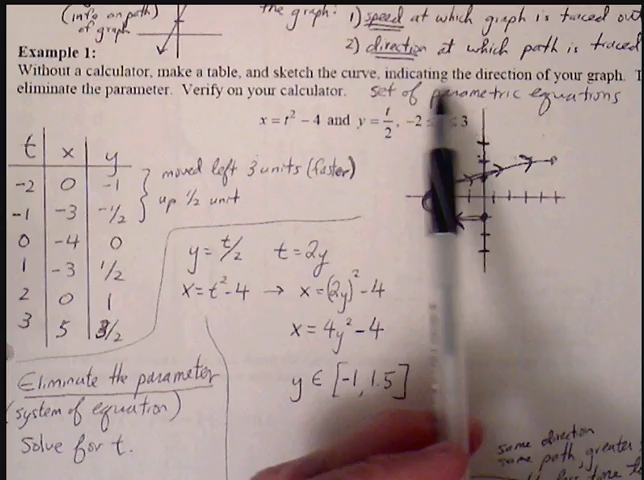 (into on path)
of graph
the graph: 1) speed at which graph is traced out
2) direction at which path is traced
Example 1:
Without a calculator, make a table, and sketch the curve, indicating the direction of your graph. T
eliminate the parameter. Verify on your calculator. set of parametric equations
x = t² – 4 and y = t/2, –2 ≤ ≤ 3
t x y
-2 0 -1
-1 -3 -1/2
0 -4 0
1 -3 1/2
2 0 1
3 5 3/2
moved left 3 units (faster)
up 1/2 unit
y = t/2 t = 2y
x = t² - 4 → x = (2y)² - 4
x = 4y² - 4
y ∈ [-1, 1.5]
Eliminate the parameter
(system of equation)
Solve for t.
same direction
same path, greater